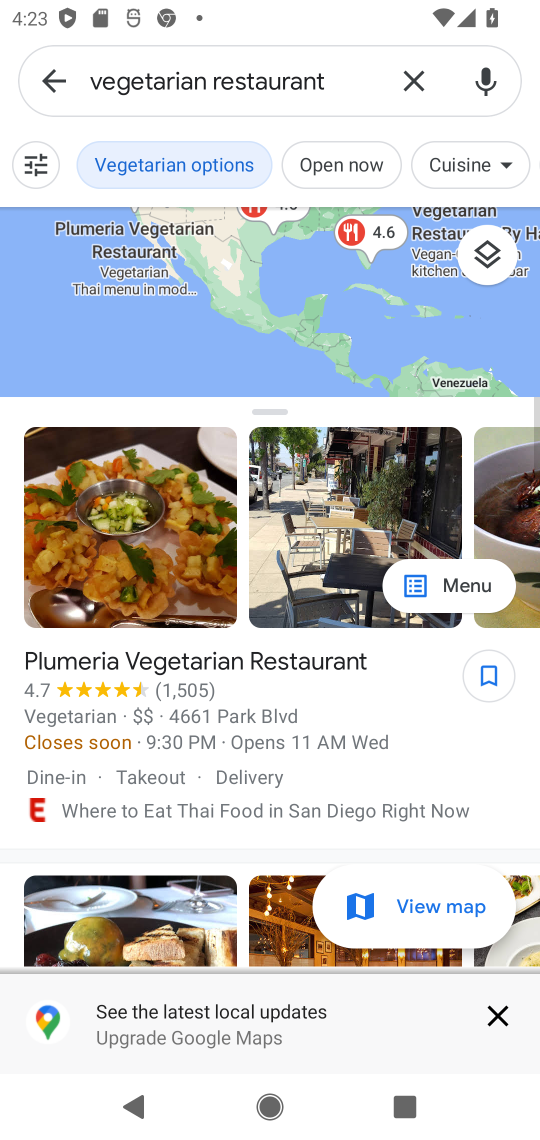 4:23
vegetarian restaurant
Vegetarian options
Open now
Cuisine
Plumeria Vegetarian
Restaurant
Vegetarian
Thai menu in mod...
4.6
Vegetarian
Vegan-
kitchen
Venezuela
Menu
Plumeria Vegetarian Restaurant
4.7 (1,505)
Vegetarian · $$ · 4661 Park Blvd
Closes soon · 9:30 PM · Opens 11 AM Wed
Dine-in · Takeout · Delivery
E Where to Eat Thai Food in San Diego Right Now
View map
See the latest local updates
Upgrade Google Maps